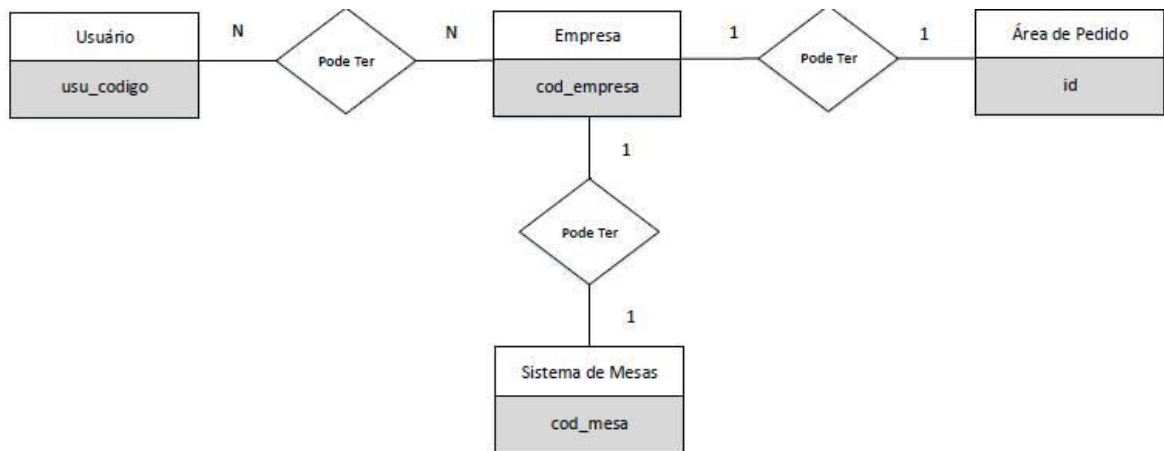 Usuário
usu_codigo
N
Pode Ter
N
Empresa
cod_empresa
1
Pode Ter
1
Área de Pedido
id
1
Pode Ter
1
Sistema de Mesas
cod_mesa